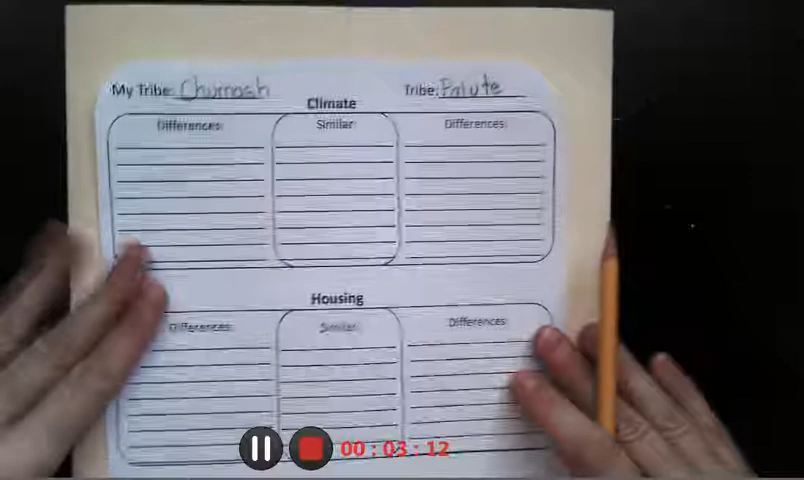 My Tribe: Chumash Tribe: Paiute
Climate
Differences: Similar Differences:
Housing
Differences: Similar Differences:
00 : 03 : 12